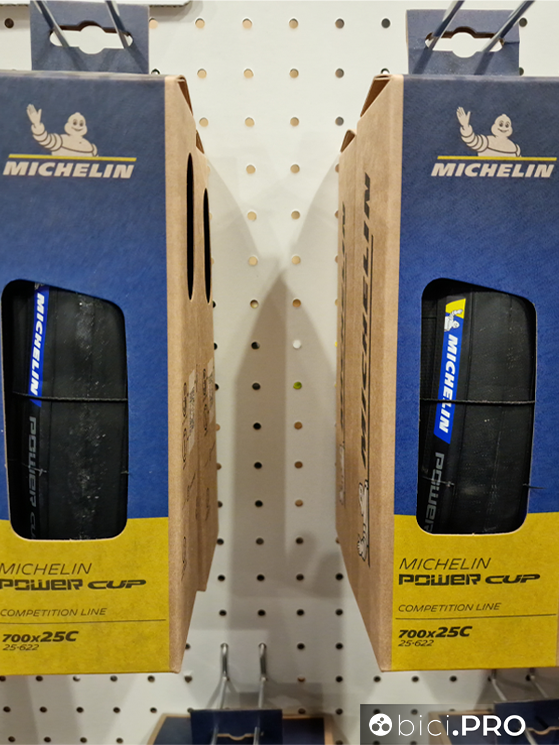 MICHELIN
MICHELIN
POWER CUP
MICHELIN
POWER CUP
COMPETITION LINE
700x25C
25-622
MICHELIN
MICHELIN
MICHELIN
POWER
MICHELIN
POWER CUP
COMPETITION LINE
700x25C
25-622
bici.PRO